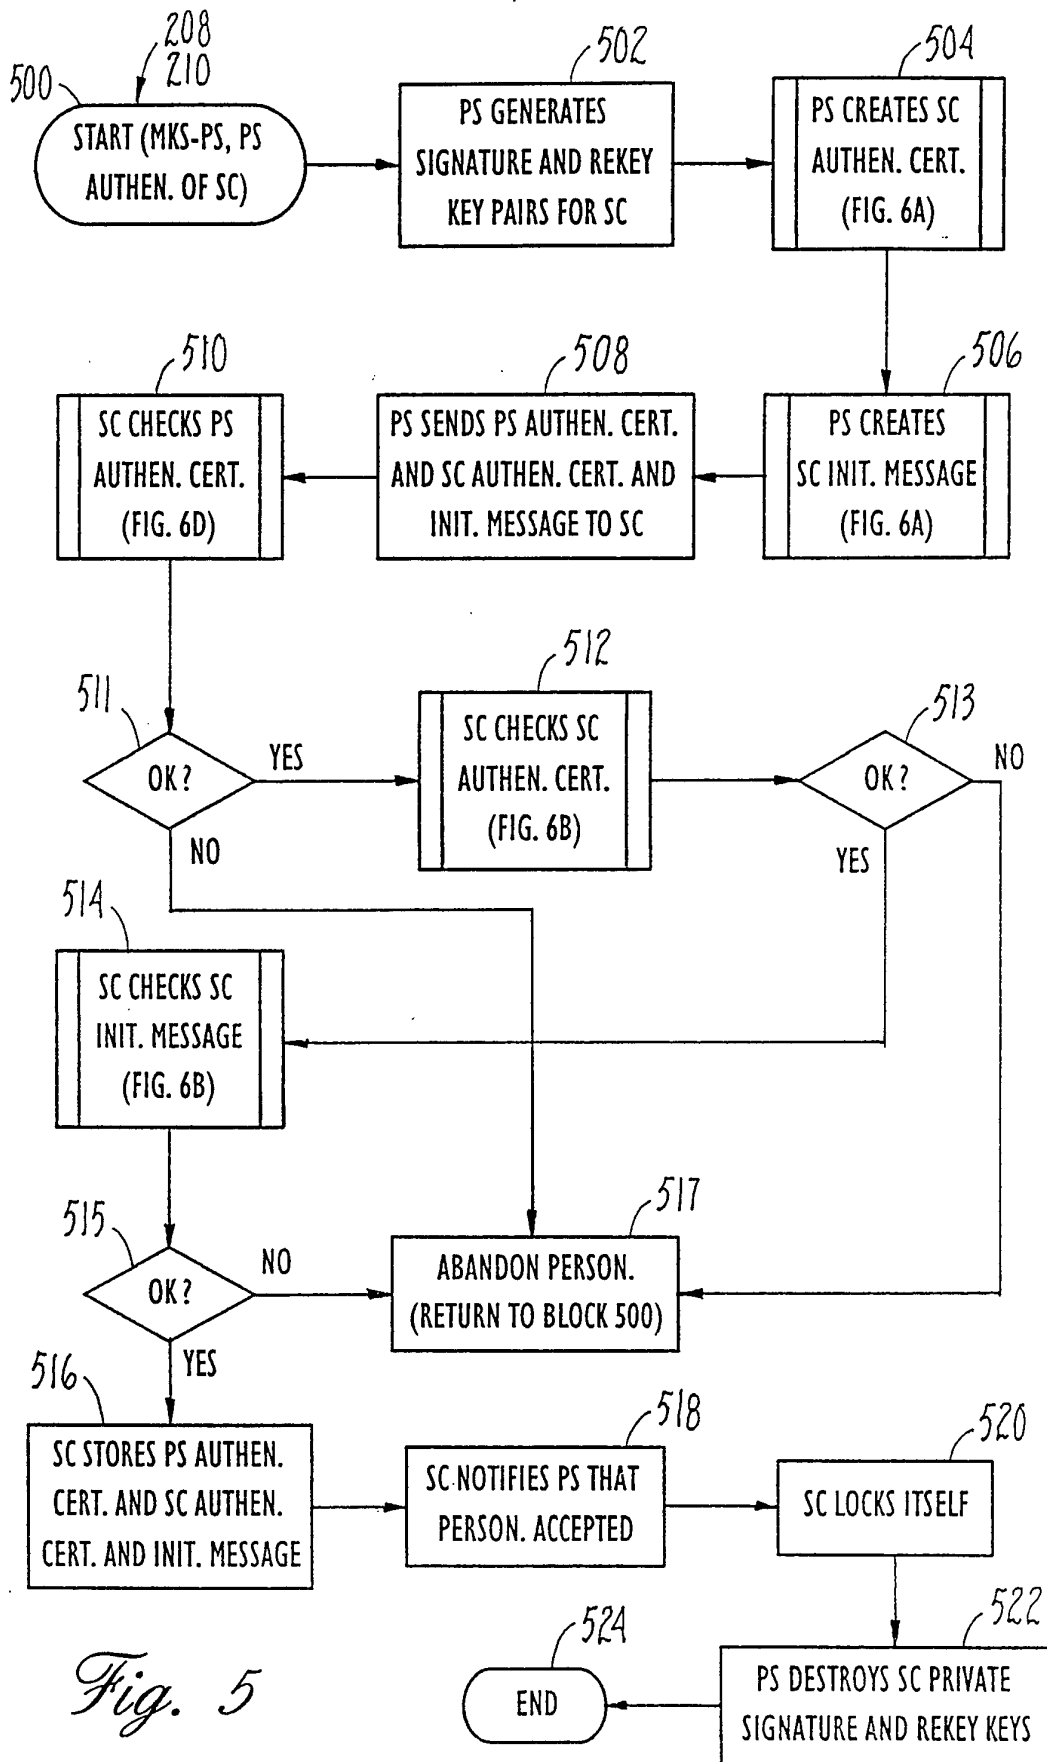 208
210
500
START (MKS-PS, PS
AUTHEN. OF SC)
502
PS GENERATES
SIGNATURE AND REKEY
KEY PAIRS FOR SC
504
PS CREATES SC
AUTHEN. CERT.
(FIG. 6A)
510
SC CHECKS PS
AUTHEN. CERT.
(FIG. 6D)
508
PS SENDS PS AUTHEN. CERT.
AND SC AUTHEN. CERT. AND
INIT. MESSAGE TO SC
506
PS CREATES
SC INIT. MESSAGE
(FIG. 6A)
511
OK?
YES
NO
512
SC CHECKS SC
AUTHEN. CERT.
(FIG. 6B)
513
OK?
NO
YES
514
SC CHECKS SC
INIT. MESSAGE
(FIG. 6B)
515
OK?
NO
YES
517
ABANDON PERSON.
(RETURN TO BLOCK 500)
516
SC STORES PS AUTHEN.
CERT. AND SC AUTHEN.
CERT. AND INIT. MESSAGE
518
SC NOTIFIES PS THAT
PERSON. ACCEPTED
520
SC LOCKS ITSELF
522
PS DESTROYS SC PRIVATE
SIGNATURE AND REKEY KEYS
524
END
Fig. 5